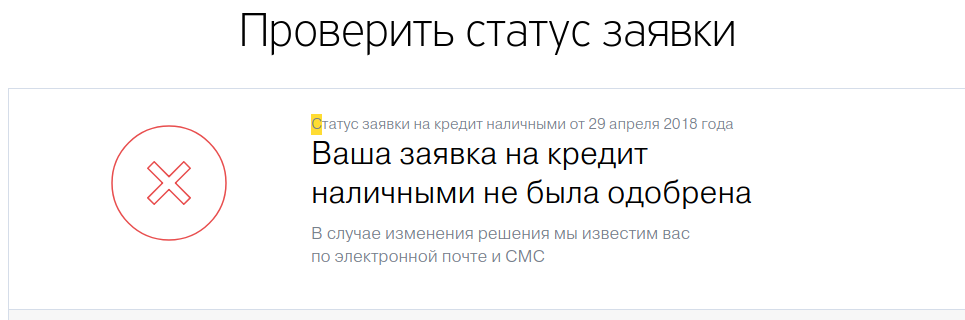 Проверить статус заявки
Статус заявки на кредит наличными от 29 апреля 2018 года
Ваша заявка на кредит
наличными не была одобрена
В случае изменения решения мы известим вас
по электронной почте и СМС